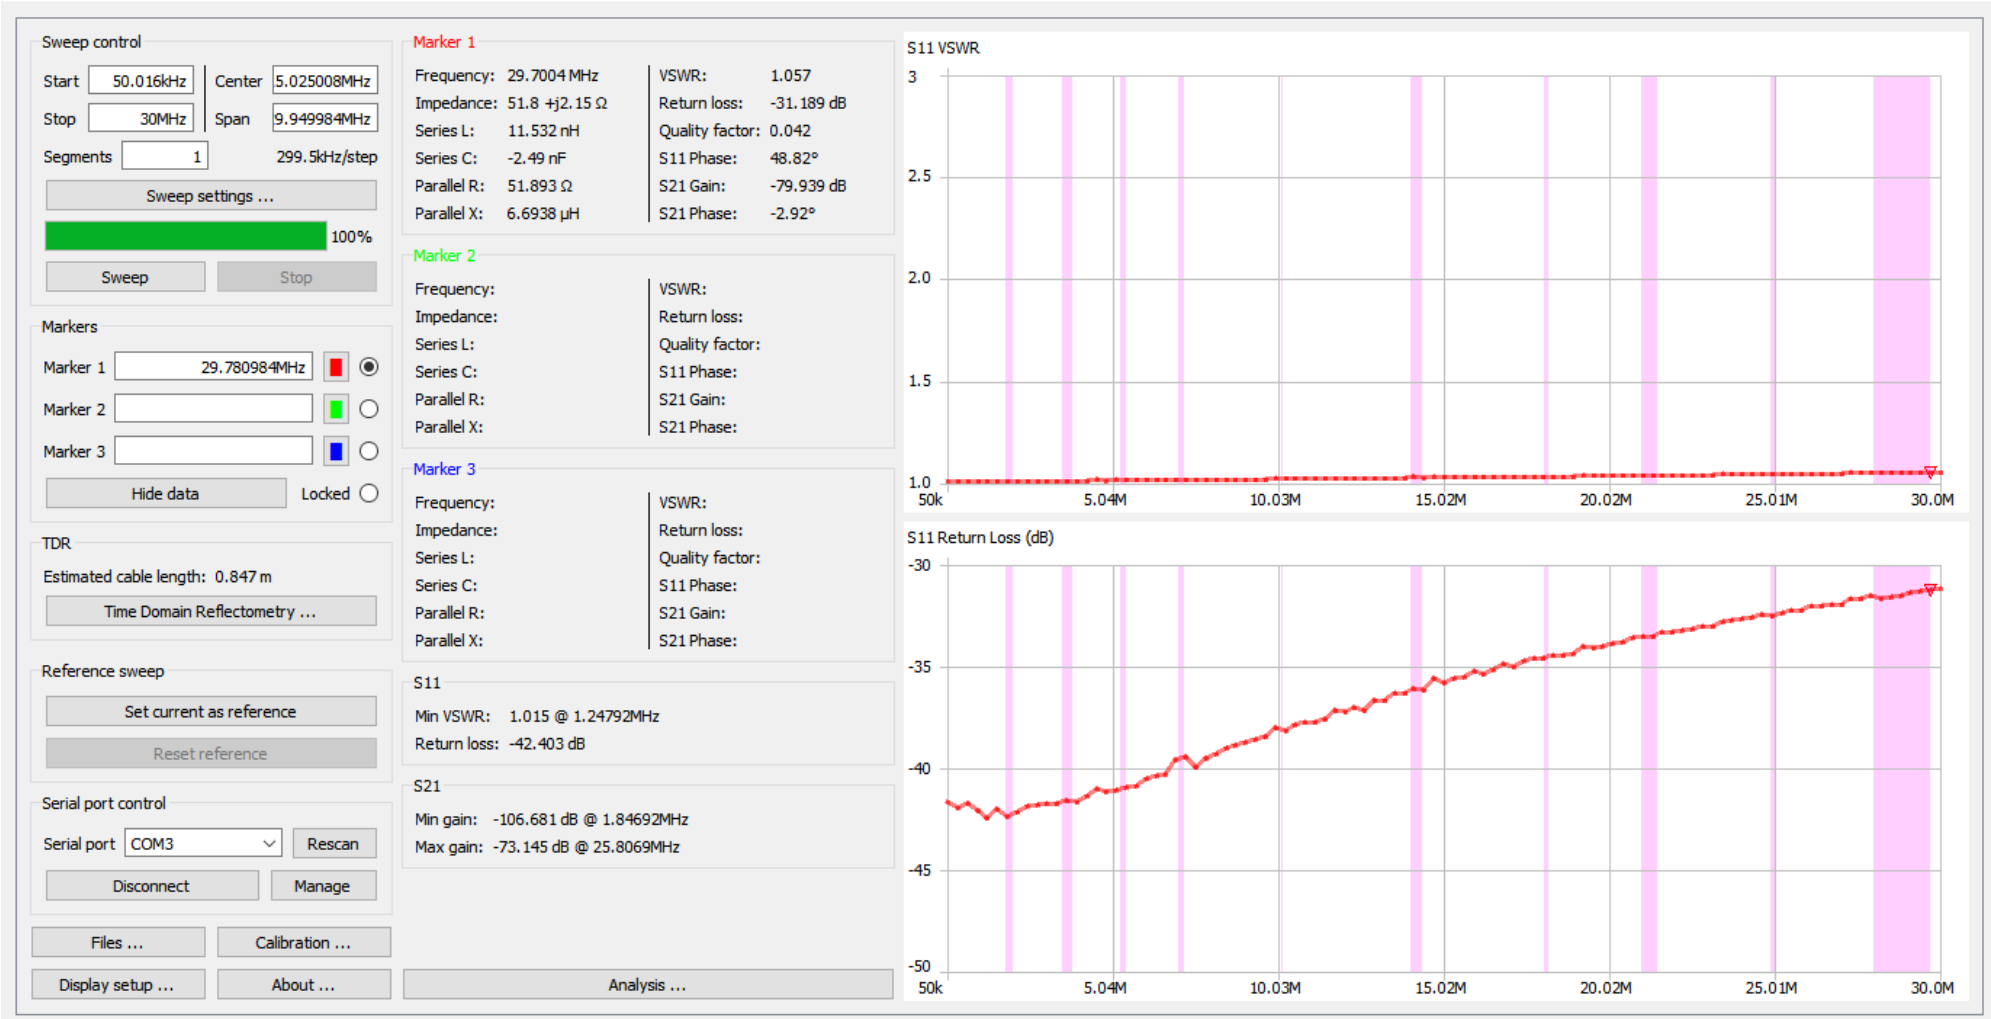 Sweep control
Start 50.016kHz Center 5.025008MHz
Stop 30MHz Span 9.949984MHz
Segments 1 299.5kHz/step
Sweep settings ...
100%
Sweep Stop
Markers
Marker 1 29.780984MHz
Marker 2
Marker 3
Hide data Locked
TDR
Estimated cable length: 0.847 m
Time Domain Reflectometry ...
Reference sweep
Set current as reference
Reset reference
Serial port control
Serial port COM3 Rescan
Disconnect Manage
Files ... Calibration ...
Display setup ... About ...
Marker 1
Frequency: 29.7004 MHz VSWR: 1.057
Impedance: 51.8 +j2.15 Ω Return loss: -31.189 dB
Series L: 11.532 nH Quality factor: 0.042
Series C: -2.49 nF S11 Phase: 48.82°
Parallel R: 51.893 Ω S21 Gain: -79.939 dB
Parallel X: 6.6938 µH S21 Phase: -2.92°
Marker 2
Frequency: VSWR:
Impedance: Return loss:
Series L: Quality factor:
Series C: S11 Phase:
Parallel R: S21 Gain:
Parallel X: S21 Phase:
Marker 3
Frequency: VSWR:
Impedance: Return loss:
Series L: Quality factor:
Series C: S11 Phase:
Parallel R: S21 Gain:
Parallel X: S21 Phase:
S11
Min VSWR: 1.015 @ 1.24792MHz
Return loss: -42.403 dB
S21
Min gain: -106.681 dB @ 1.84692MHz
Max gain: -73.145 dB @ 25.8069MHz
Analysis ...
S11 VSWR
3
2.5
2.0
1.5
1.0
50k 5.04M 10.03M 15.02M 20.02M 25.01M 30.0M
S11 Return Loss (dB)
-30
-35
-40
-45
-50
50k 5.04M 10.03M 15.02M 20.02M 25.01M 30.0M